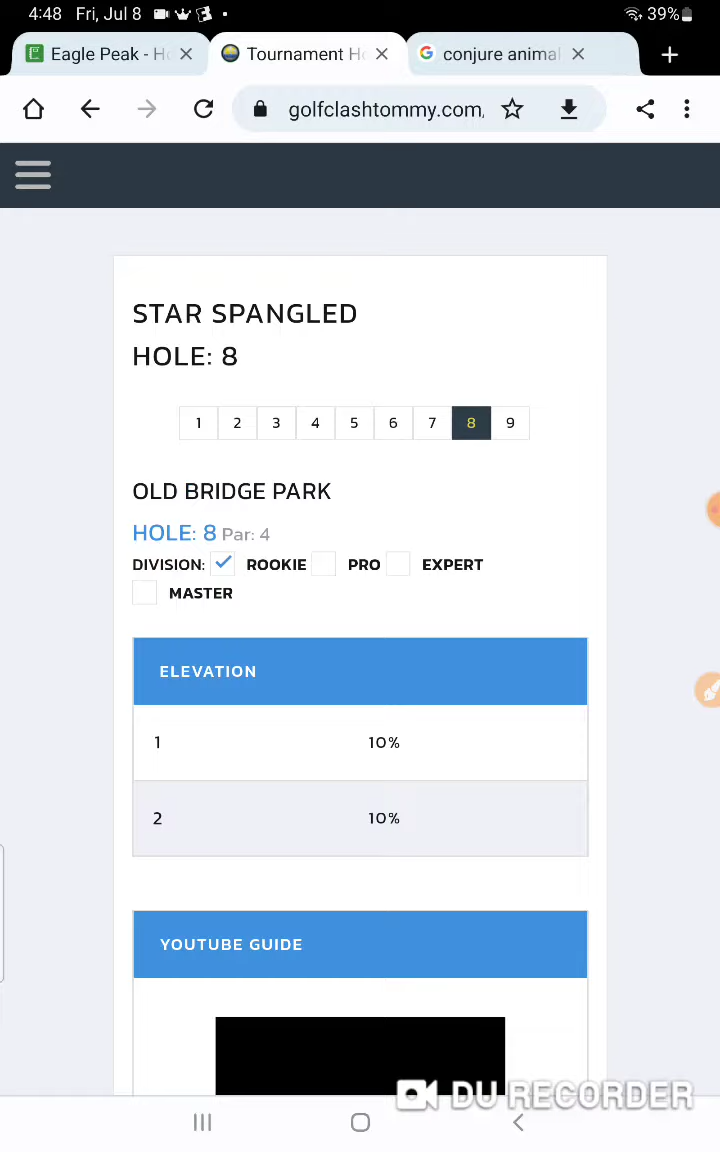 4:48 Fri, Jul 8 39%
Eagle Peak - Ho Tournament Ho conjure animal
golfclashtommy.com,
STAR SPANGLED
HOLE: 8
1 2 3 4 5 6 7 8 9
OLD BRIDGE PARK
HOLE: 8 Par: 4
DIVISION: ROOKIE PRO EXPERT
MASTER
ELEVATION
1 10%
2 10%
YOUTUBE GUIDE
DU RECORDER